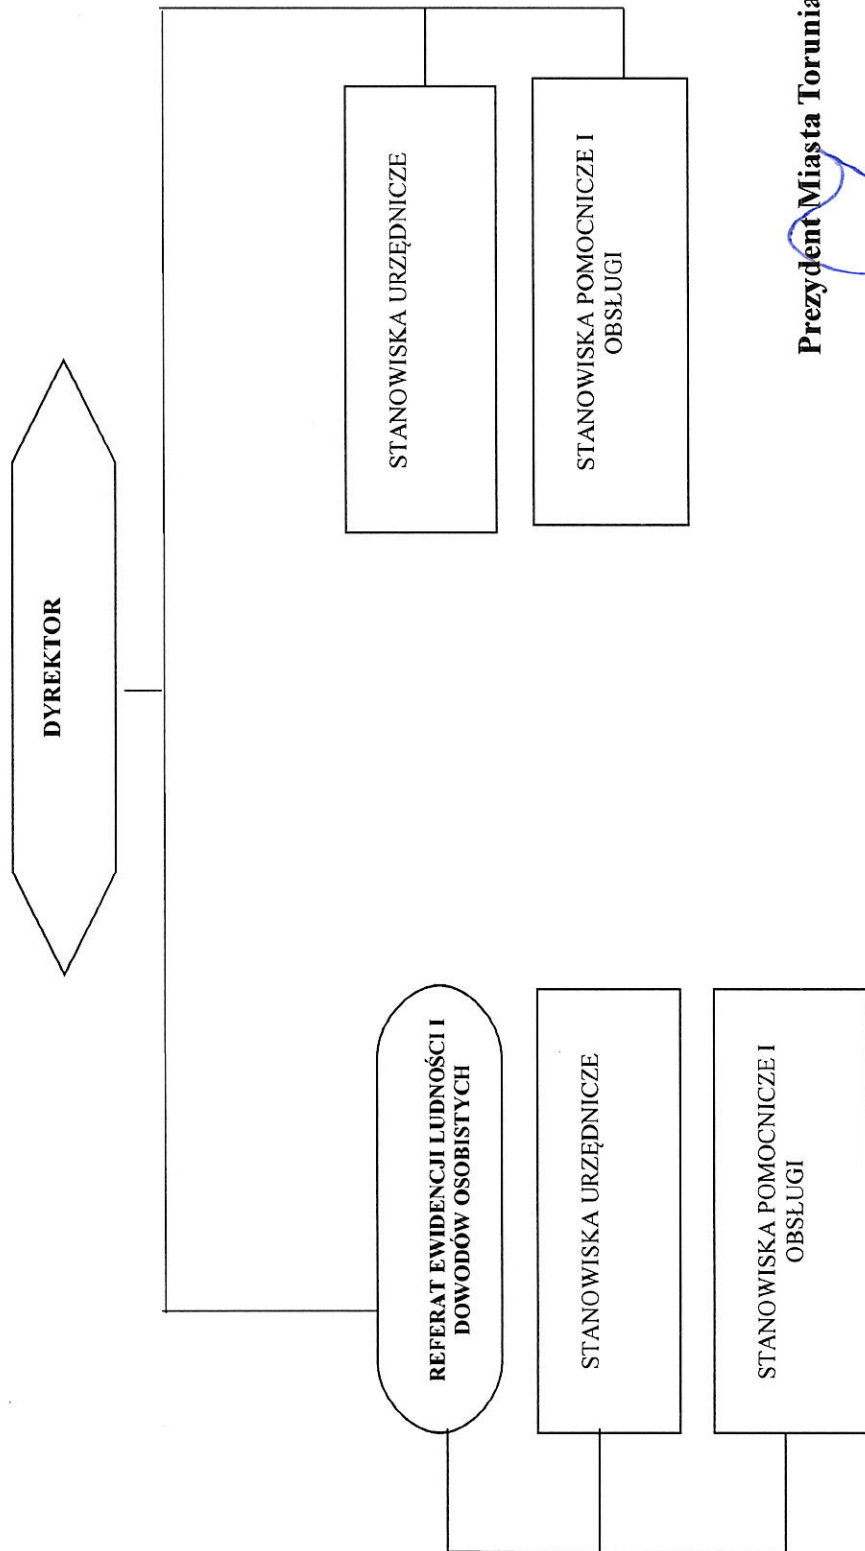 DYREKTOR
REFERAT EWIDENCJI LUDNOŚCI I
DOWODÓW OSOBISTYCH
STANOWISKA URZĘDNICZE
STANOWISKA POMOCNICZE I
OBSŁUGI
STANOWISKA URZĘDNICZE
STANOWISKA POMOCNICZE I
OBSŁUGI
Prezydent Miasta Torunia